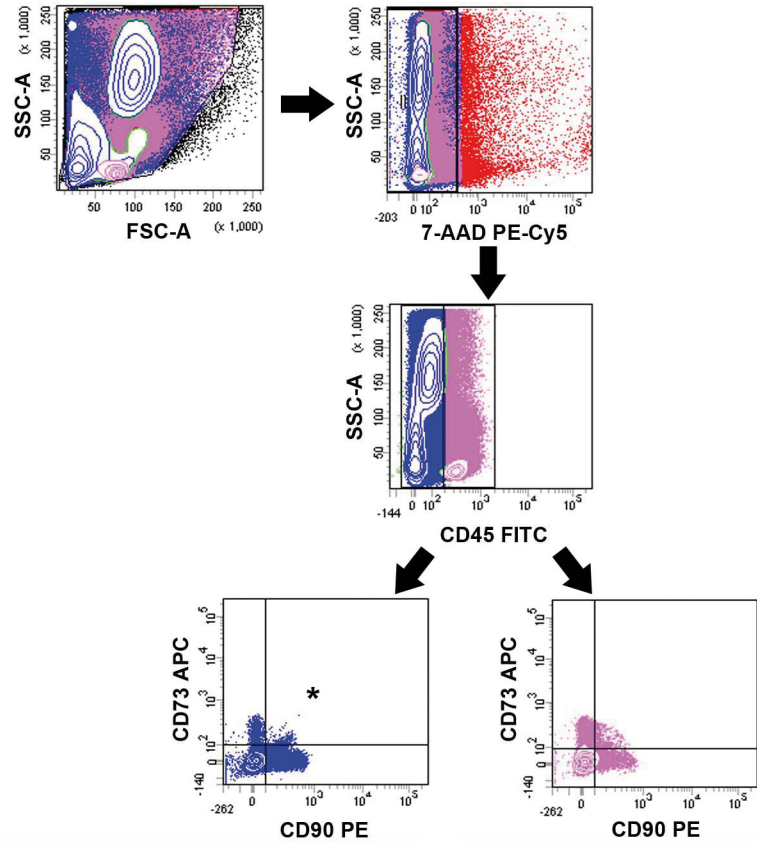 (x 1,000)
SSC-A
250
200
150
100
50
50 100 150 200 250
FSC-A (x 1,000)
(x 1,000)
SSC-A
250
200
150
100
50
-203 0 10² 10³ 10⁴ 10⁵
7-AAD PE-Cy5
(x 1,000)
SSC-A
250
200
150
100
50
-144 0 10² 10³ 10⁴ 10⁵
CD45 FITC
CD73 APC
10⁵
10⁴
10³
10²
0
-140
*
-262 0 10³ 10⁴ 10⁵
CD90 PE
CD73 APC
10⁵
10⁴
10³
10²
0
-140
-262 0 10³ 10⁴ 10⁵
CD90 PE